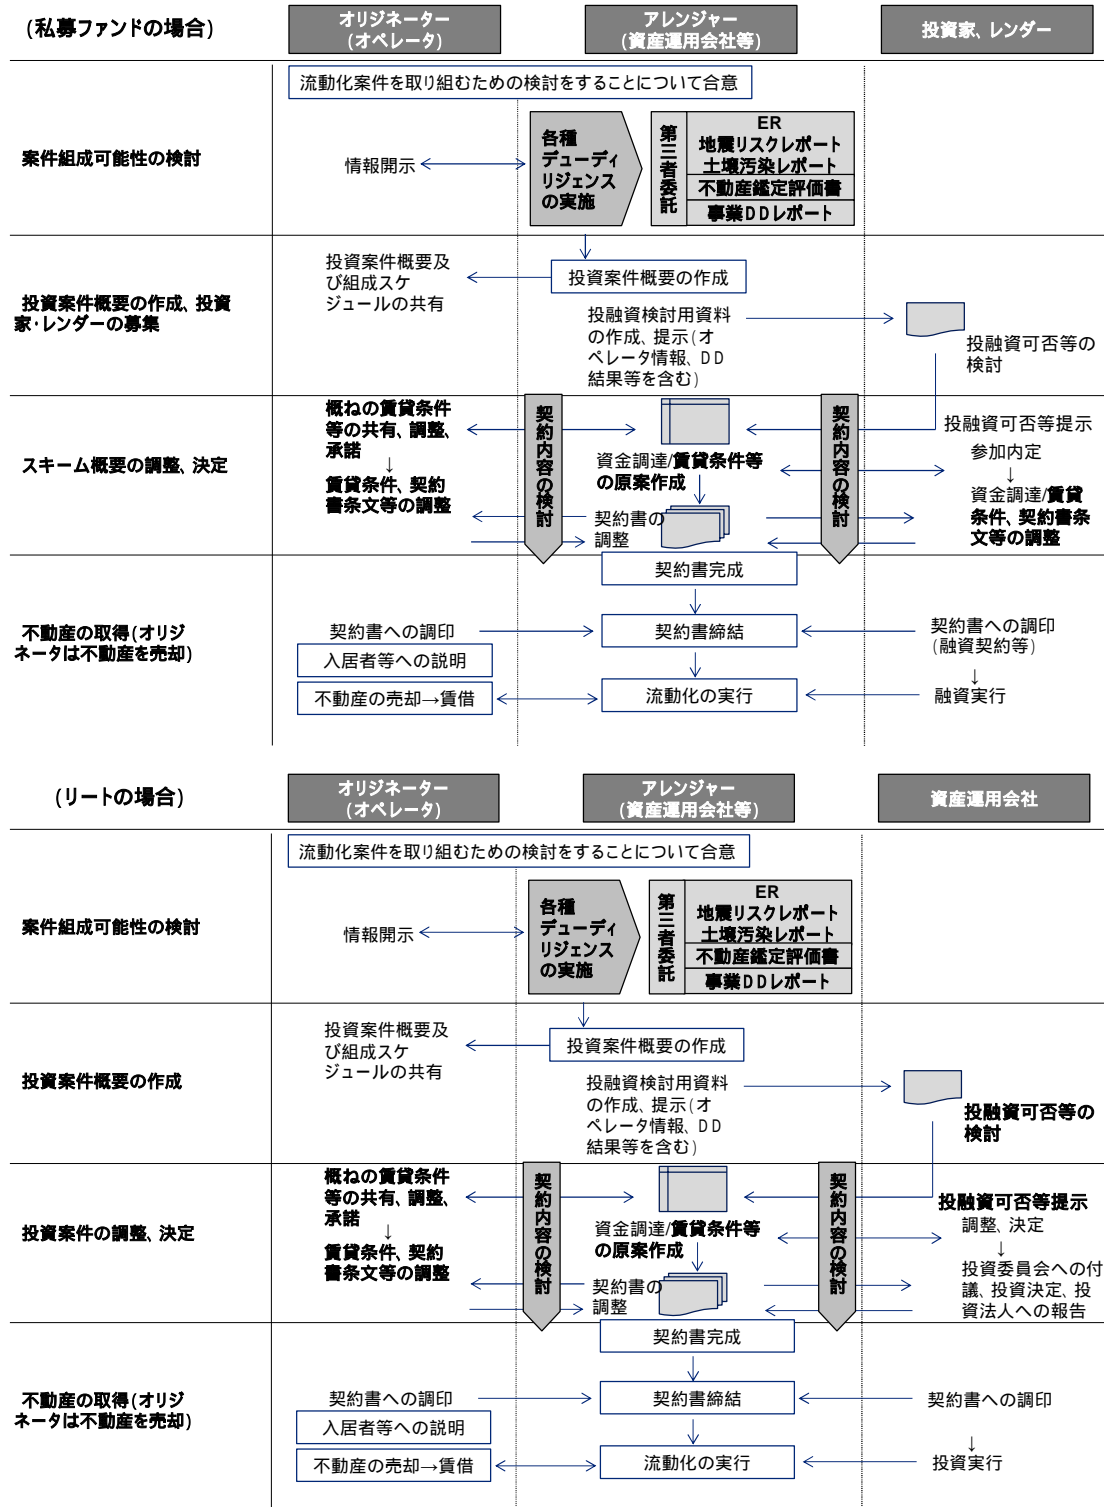 (私募ファンドの場合)
オリジネーター
(オペレータ)
アレンジャー
(資産運用会社等)
投資家、レンダー
流動化案件を取り組むための検討をすることについて合意
案件組成可能性の検討
情報開示
各種
デューディ
リジェンス
の実施
第三者委託
ER
地震リスクレポート
土壌汚染レポート
不動産鑑定評価書
事業DDレポート
投資案件概要の作成、投資
家・レンダーの募集
投資案件概要及
び組成スケ
ジュールの共有
投資案件概要の作成
投融資検討用資料
の作成、提示(オ
ペレータ情報、DD
結果等を含む)
投融資可否等の
検討
スキーム概要の調整、決定
概ねの賃貸条件
等の共有、調整、
承諾
↓
賃貸条件、契約
書条文等の調整
契約内容の検討
資金調達/賃貸条件等
の原案作成
契約書の
調整
契約内容の検討
投融資可否等提示
参加内定
↓
資金調達/賃貸
条件、契約書条
文等の調整
契約書完成
不動産の取得(オリジ
ネータは不動産を売却)
契約書への調印
契約書締結
契約書への調印
(融資契約等)
入居者等への説明
↓
不動産の売却→賃借
流動化の実行
融資実行
(リートの場合)
オリジネーター
(オペレータ)
アレンジャー
(資産運用会社等)
資産運用会社
流動化案件を取り組むための検討をすることについて合意
案件組成可能性の検討
情報開示
各種
デューディ
リジェンス
の実施
第三者委託
ER
地震リスクレポート
土壌汚染レポート
不動産鑑定評価書
事業DDレポート
投資案件概要の作成
投資案件概要及
び組成スケ
ジュールの共有
投資案件概要の作成
投融資検討用資料
の作成、提示(オ
ペレータ情報、DD
結果等を含む)
投融資可否等の
検討
投資案件の調整、決定
概ねの賃貸条件
等の共有、調整、
承諾
↓
賃貸条件、契約
書条文等の調整
契約内容の検討
資金調達/賃貸条件等
の原案作成
契約書の
調整
契約内容の検討
投融資可否等提示
調整、決定
↓
投資委員会への付
議、投資決定、投
資法人への報告
契約書完成
不動産の取得(オリジ
ネータは不動産を売却)
契約書への調印
契約書締結
契約書への調印
入居者等への説明
↓
不動産の売却→賃借
流動化の実行
投資実行